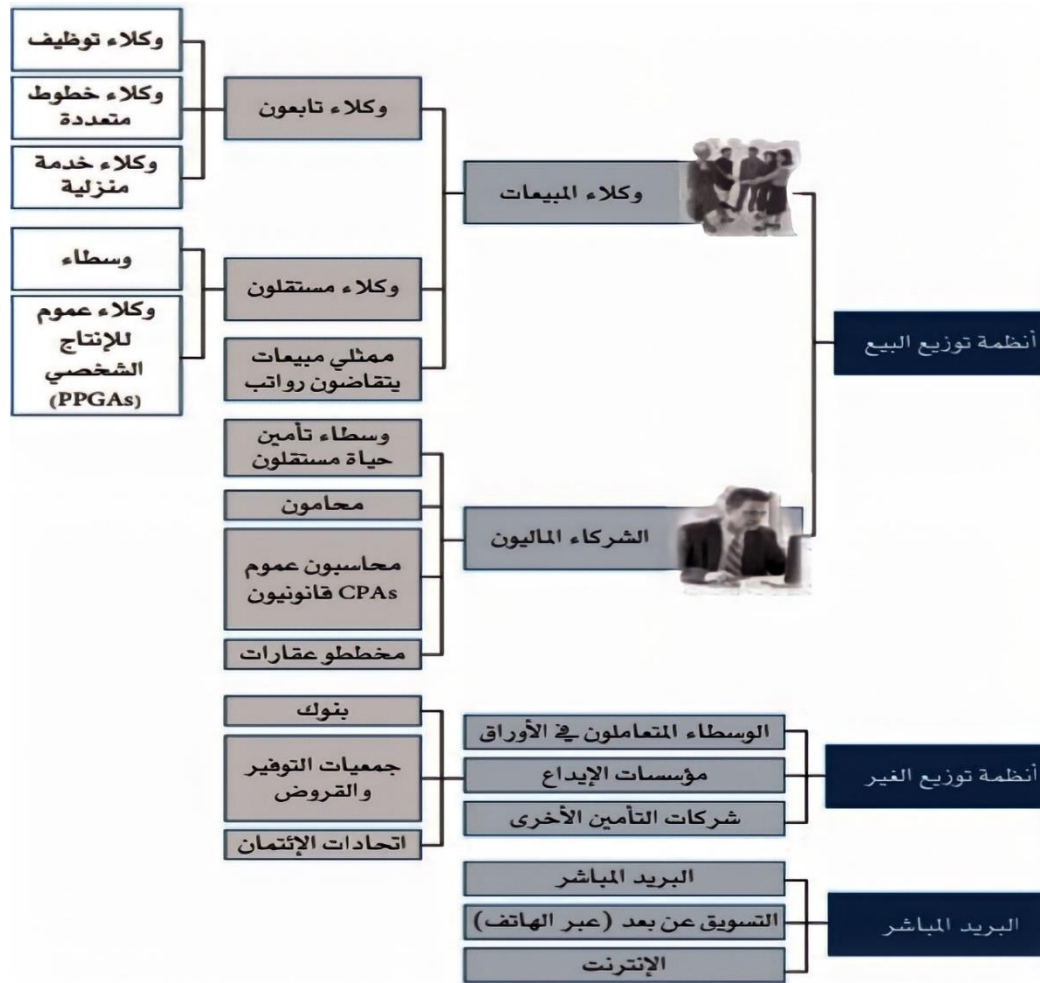 أنظمة توزيع البيع
وكلاء المبيعات
وكلاء تابعون
وكلاء توظيف
وكلاء خطوط
متعددة
وكلاء خدمة
منزلية
وكلاء مستقلون
وسطاء
وكلاء عموم
للإنتاج
الشخصي
(PPGAs)
ممثلي مبيعات
يتقاضون رواتب
الشركاء الماليون
وسطاء تأمين
حياة مستقلون
محامون
محاسبون عموم
قانونيون CPAs
مخططو عقارات
أنظمة توزيع الغير
الوسطاء المتعاملون في الأوراق
مؤسسات الإيداع
شركات التأمين الأخرى
بنوك
جمعيات التوفير
والقروض
اتحادات الإئتمان
البريد المباشر
البريد المباشر
التسويق عن بعد (عبر الهاتف)
الإنترنت